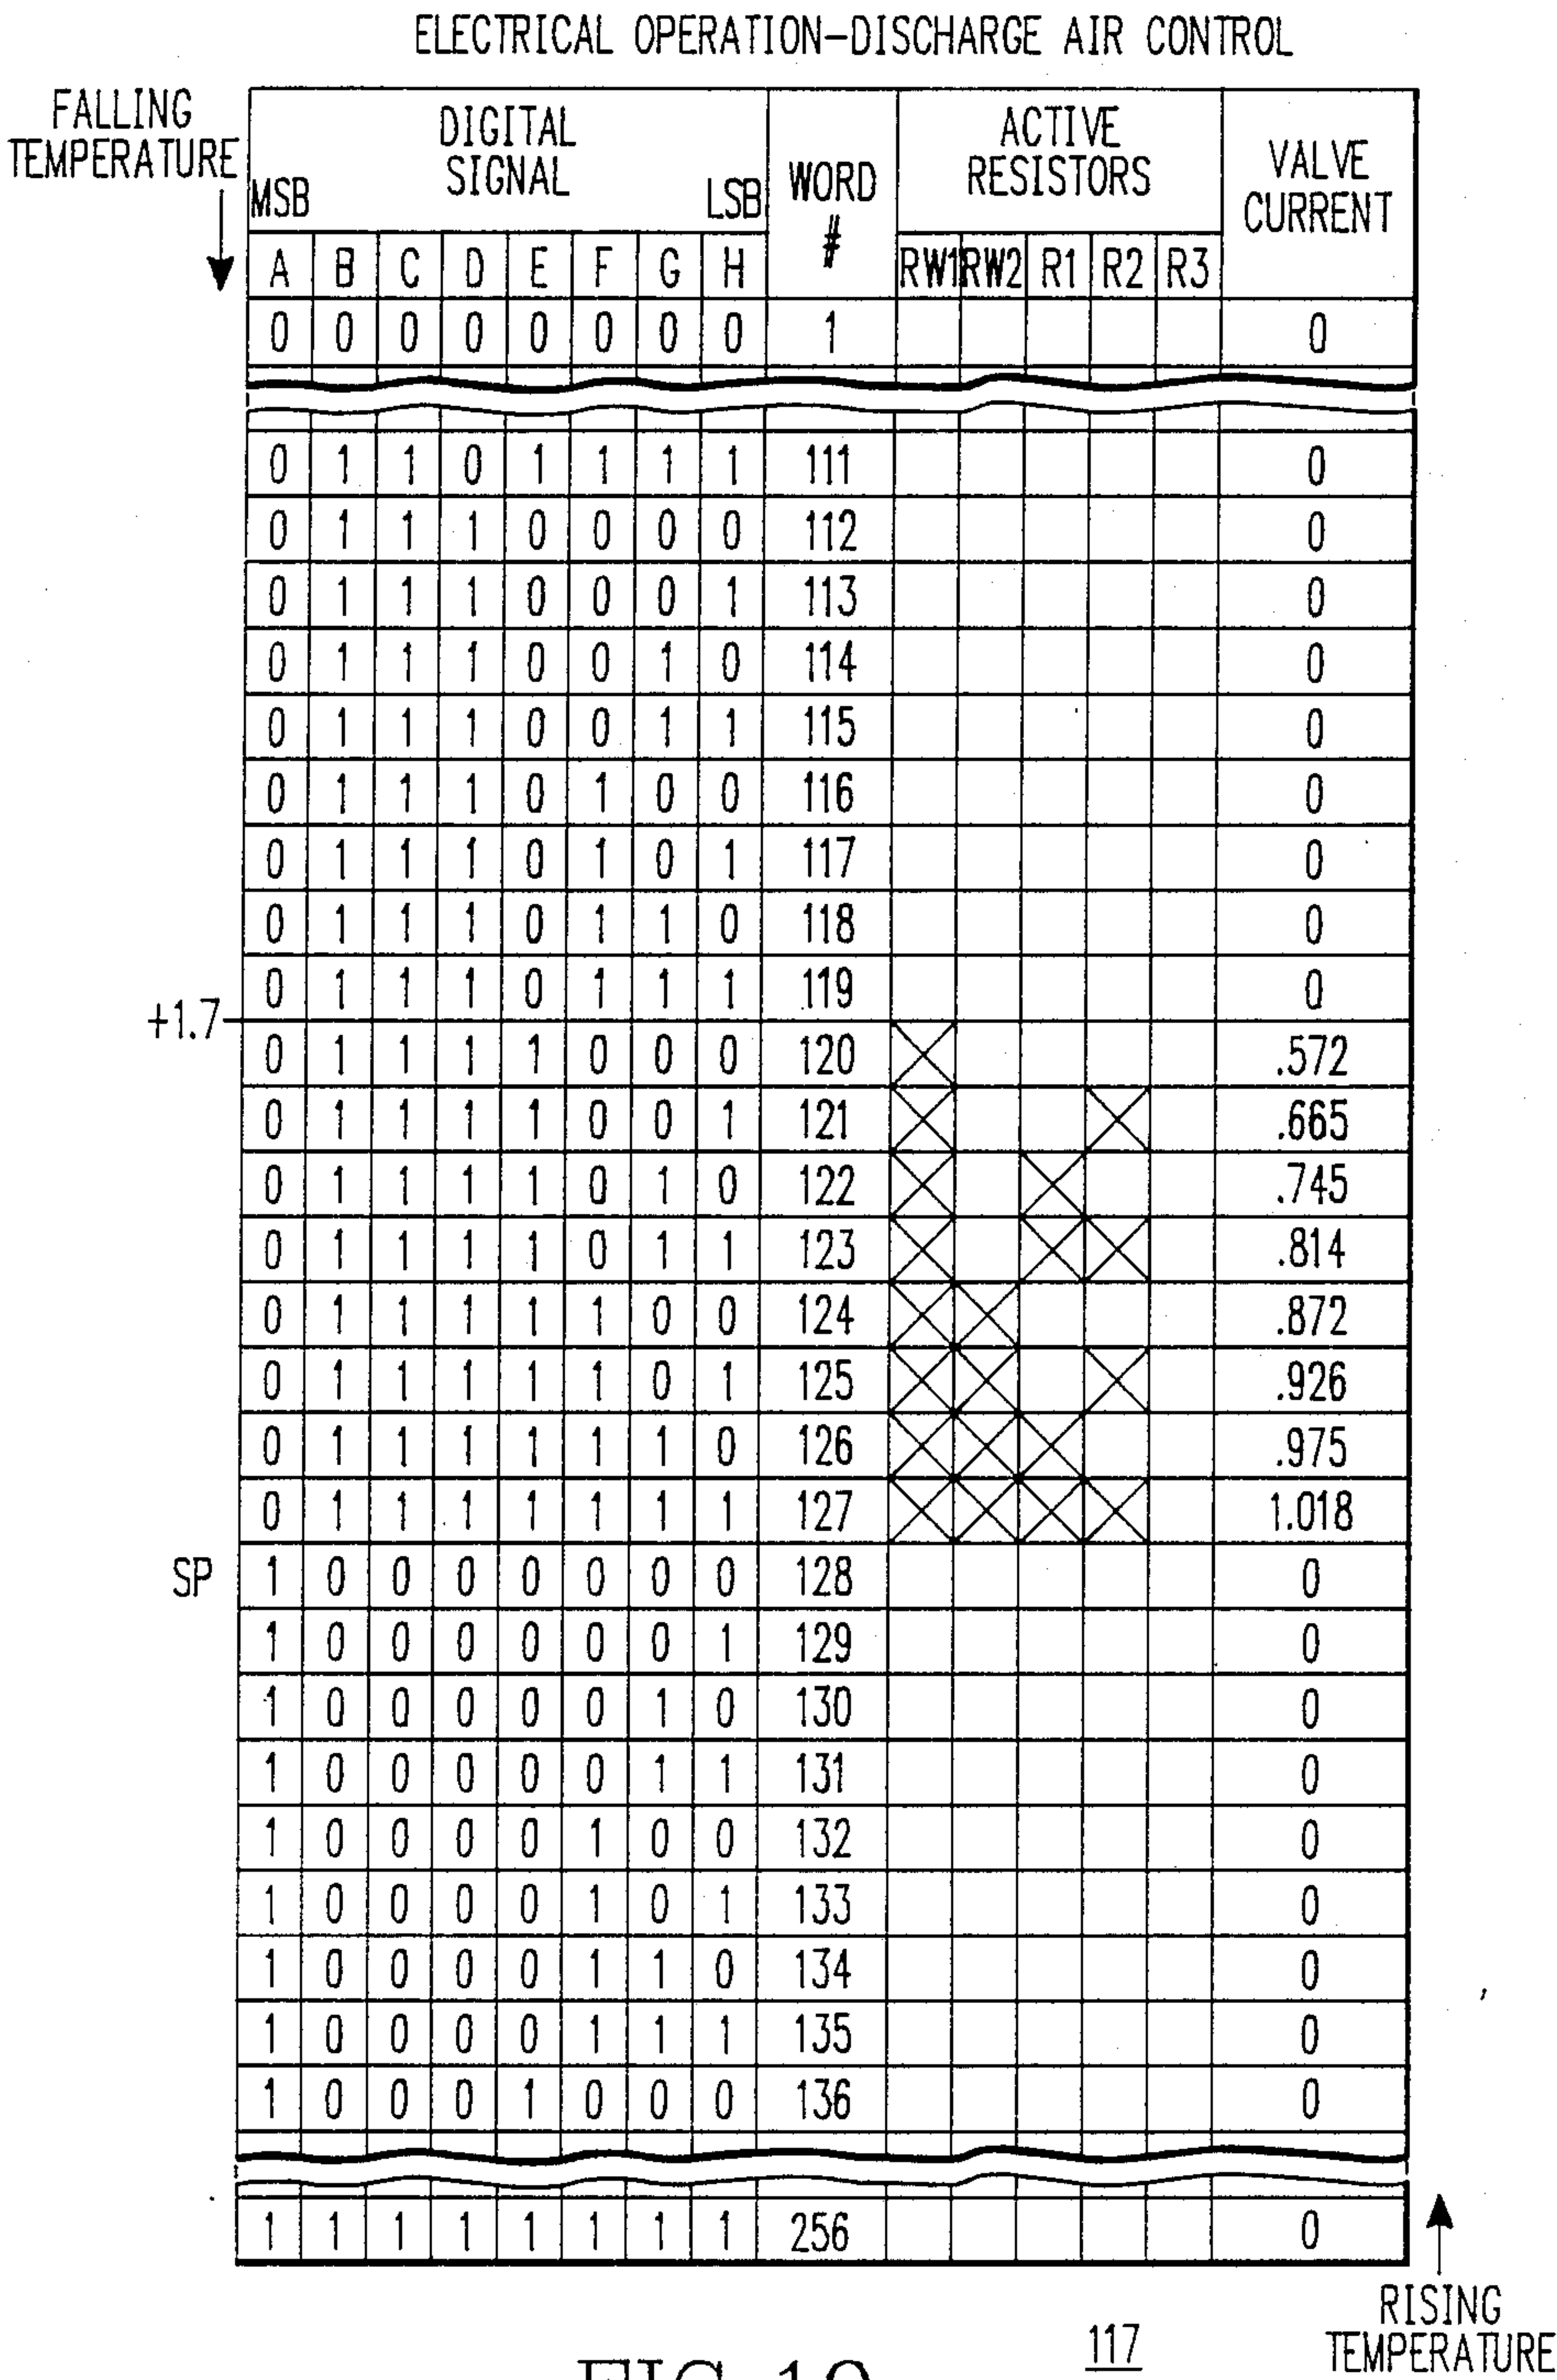 ELECTRICAL OPERATION-DISCHARGE AIR CONTROL
FALLING TEMPERATURE
DIGITAL SIGNAL
MSB LSB
WORD #
ACTIVE RESISTORS
VALVE CURRENT
A B C D E F G H RW1 RW2 R1 R2 R3
0 0 0 0 0 0 0 0 1 0
0 1 1 0 1 1 1 1 111 0
0 1 1 1 0 0 0 0 112 0
0 1 1 1 0 0 0 1 113 0
0 1 1 1 0 0 1 0 114 0
0 1 1 1 0 0 1 1 115 0
0 1 1 1 0 1 0 0 116 0
0 1 1 1 0 1 0 1 117 0
0 1 1 1 0 1 1 0 118 0
0 1 1 1 0 1 1 1 119 0
+1.7
0 1 1 1 1 0 0 0 120 .572
0 1 1 1 1 0 0 1 121 .665
0 1 1 1 1 0 1 0 122 .745
0 1 1 1 1 0 1 1 123 .814
0 1 1 1 1 1 0 0 124 .872
0 1 1 1 1 1 0 1 125 .926
0 1 1 1 1 1 1 0 126 .975
0 1 1 1 1 1 1 1 127 1.018
SP 1 0 0 0 0 0 0 0 128 0
1 0 0 0 0 0 0 1 129 0
1 0 0 0 0 0 1 0 130 0
1 0 0 0 0 0 1 1 131 0
1 0 0 0 0 1 0 0 132 0
1 0 0 0 0 1 0 1 133 0
1 0 0 0 0 1 1 0 134 0
1 0 0 0 0 1 1 1 135 0
1 0 0 0 1 0 0 0 136 0
1 1 1 1 1 1 1 1 256 0
RISING
TEMPERATURE
117